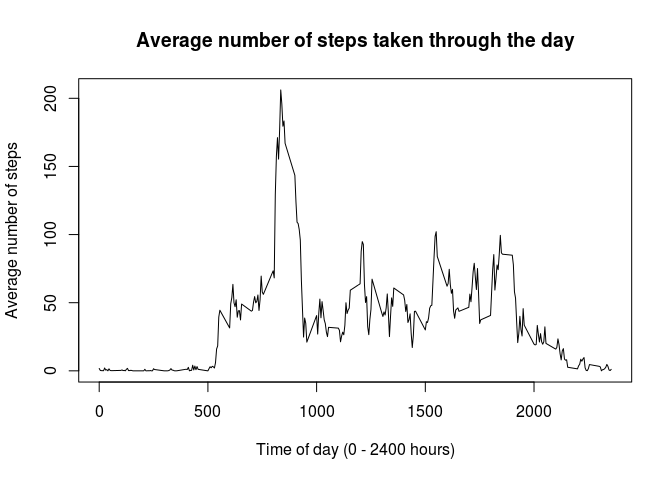 Average number of steps taken through the day
200
150
100
50
0
Average number of steps
0 500 1000 1500 2000
Time of day (0 - 2400 hours)